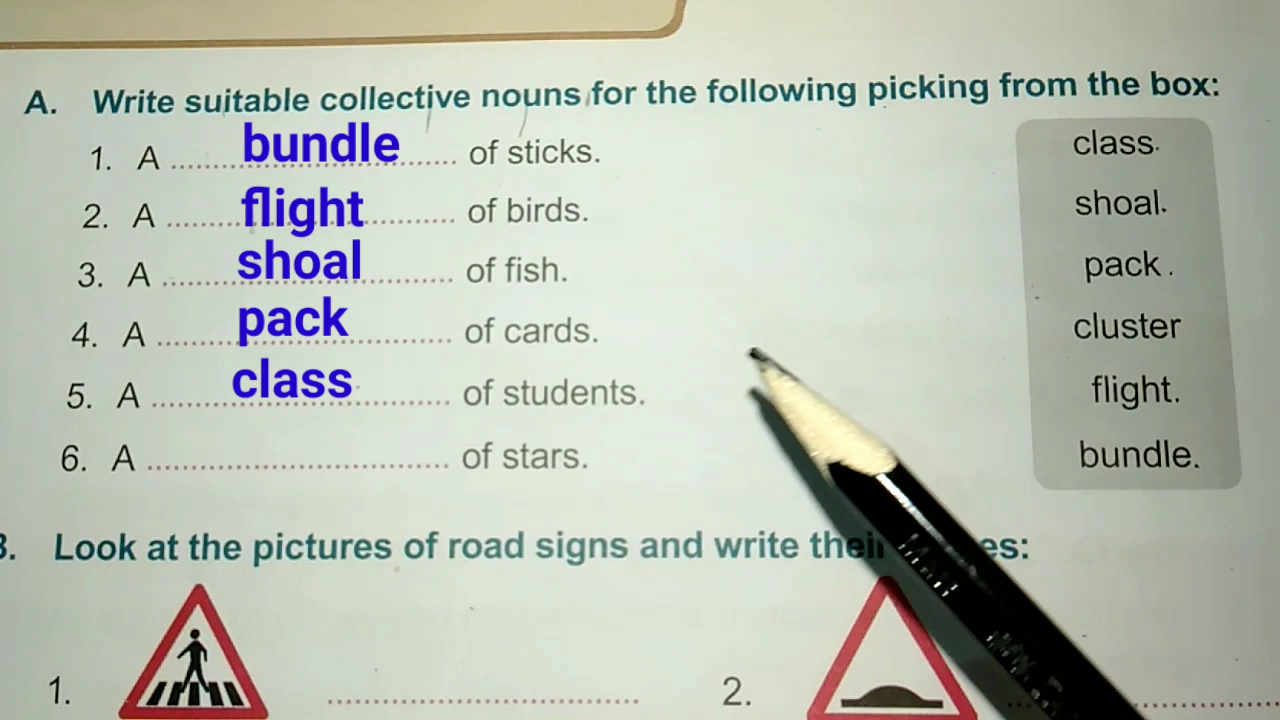 A. Write suitable collective nouns for the following picking from the box:
1. A ........ bundle ........ of sticks.
2. A ........ flight ........ of birds.
3. A ........ shoal ........ of fish.
4. A ........ pack ........ of cards.
5. A ........ class ........ of students.
6. A ................................ of stars.
class
shoal.
pack .
cluster
flight.
bundle.
Look at the pictures of road signs and write
1. ................................ 2.